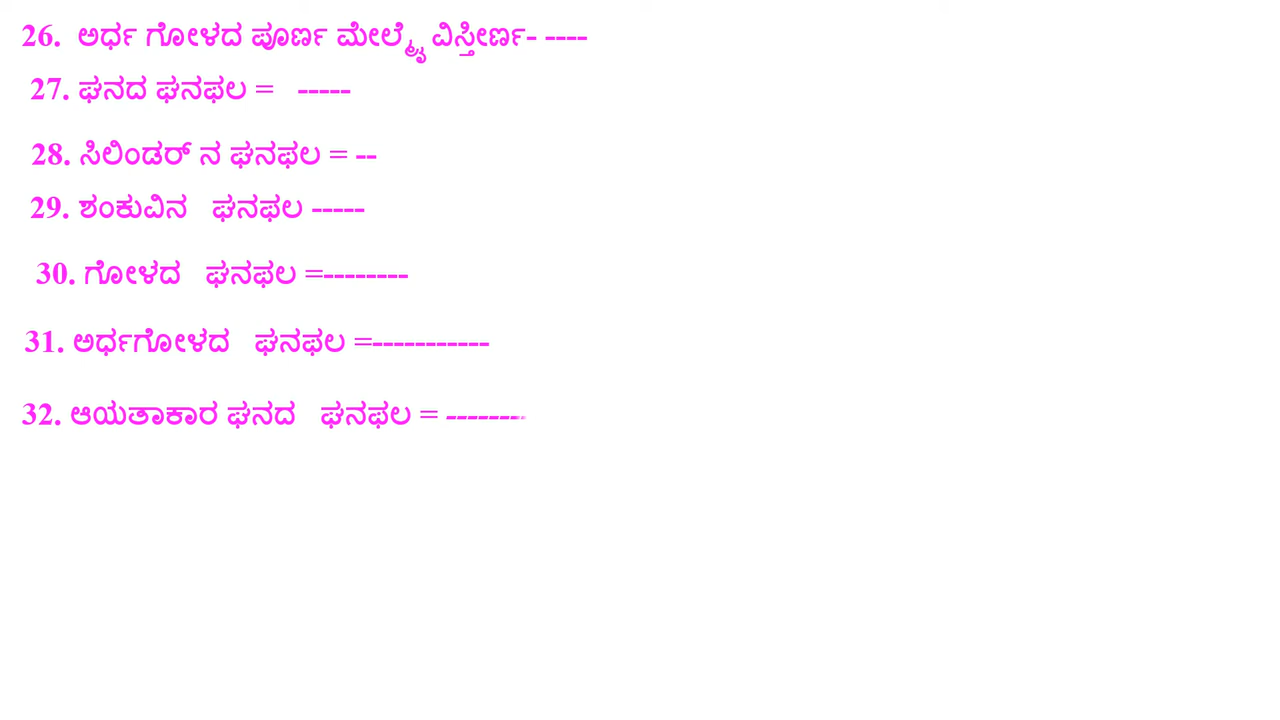 26. ಅರ್ಧ ಗೋಳದ ಪೂರ್ಣ ಮೇಲ್ಮೈ ವಿಸ್ತೀರ್ಣ- ----
27. ಘನದ ಘನಫಲ = -----
28. ಸಿಲಿಂಡರ್ ನ ಘನಫಲ = --
29. ಶಂಕುವಿನ ಘನಫಲ -----
30. ಗೋಳದ ಘನಫಲ =--------
31. ಅರ್ಧಗೋಳದ ಘನಫಲ =-----------
32. ಆಯತಾಕಾರ ಘನದ ಘನಫಲ = --------